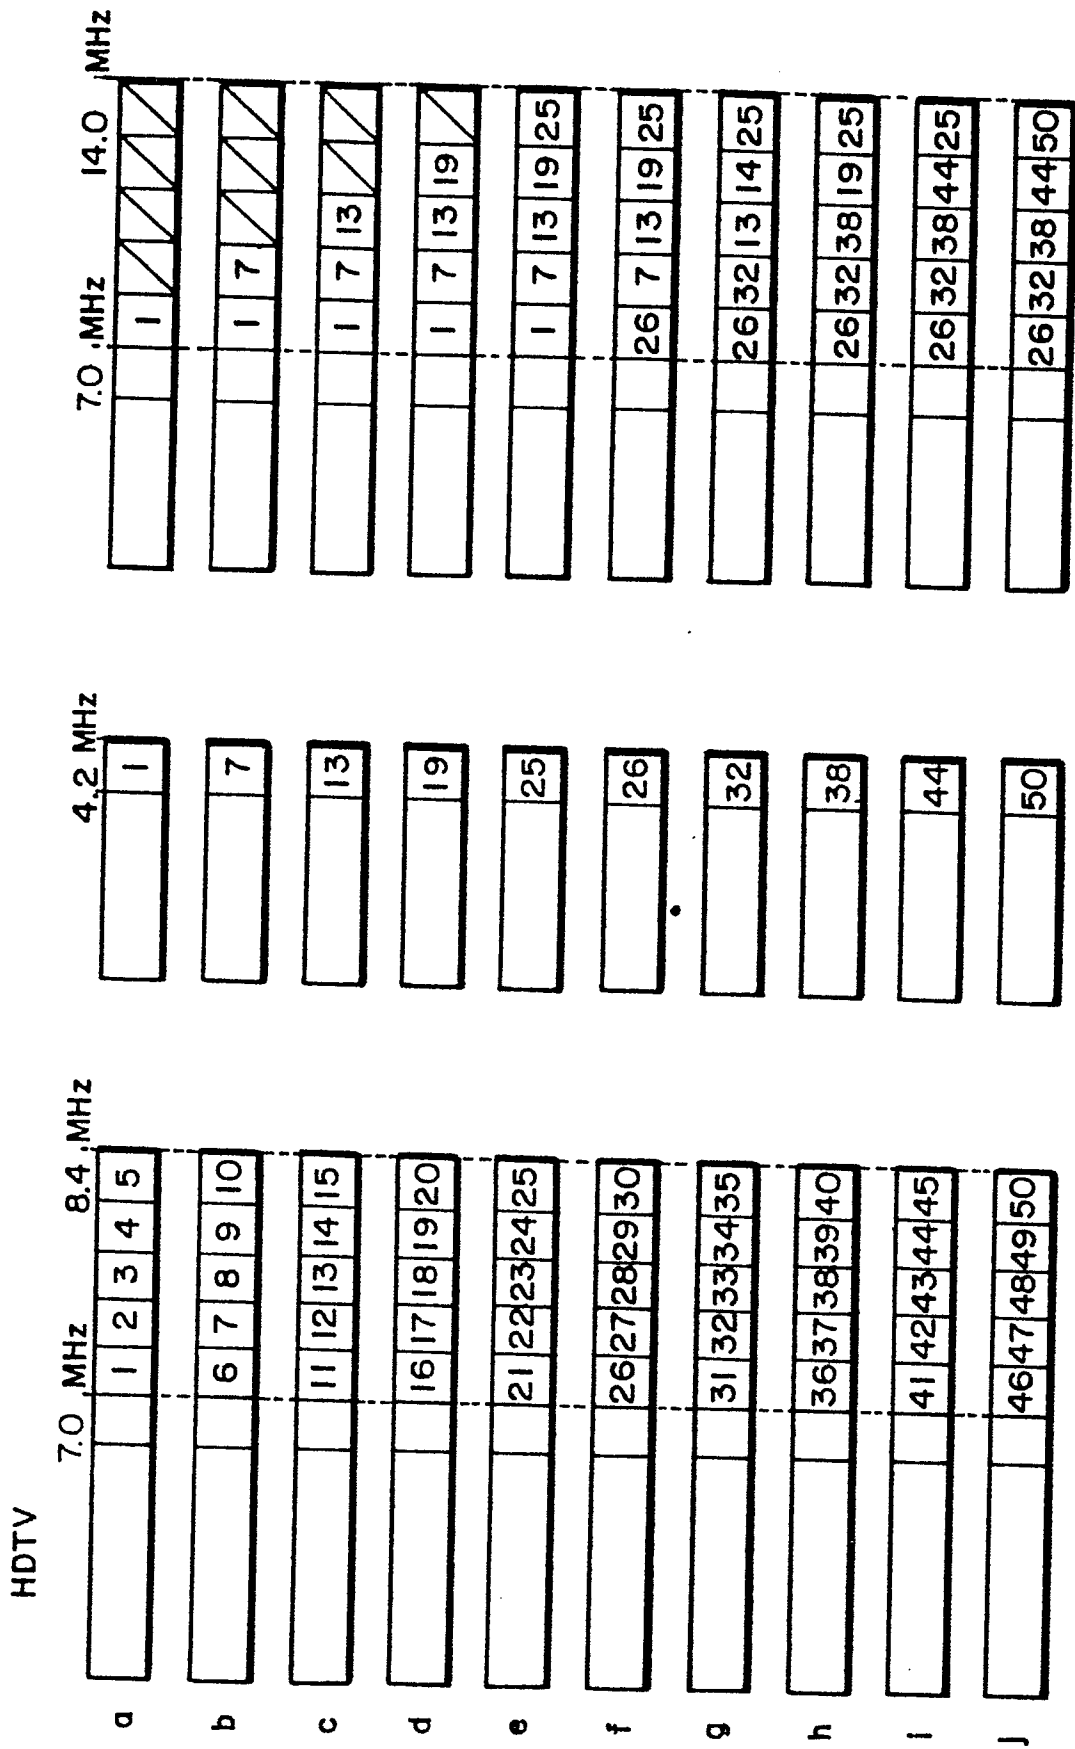 HDTV
7.0 MHz 8.4 MHz 4.2 MHz 7.0 MHz 14.0 MHz
a 1 2 3 4 5 1 1
b 6 7 8 9 10 7 1 7
c 11 12 13 14 15 13 1 7 13
d 16 17 18 19 20 19 1 7 13 19
e 21 22 23 24 25 25 1 7 13 19 25
f 26 27 28 29 30 26 26 7 13 19 25
g 31 32 33 34 35 32 26 32 13 14 25
h 36 37 38 39 40 38 26 32 38 19 25
i 41 42 43 44 45 44 26 32 38 44 25
j 46 47 48 49 50 50 26 32 38 44 50